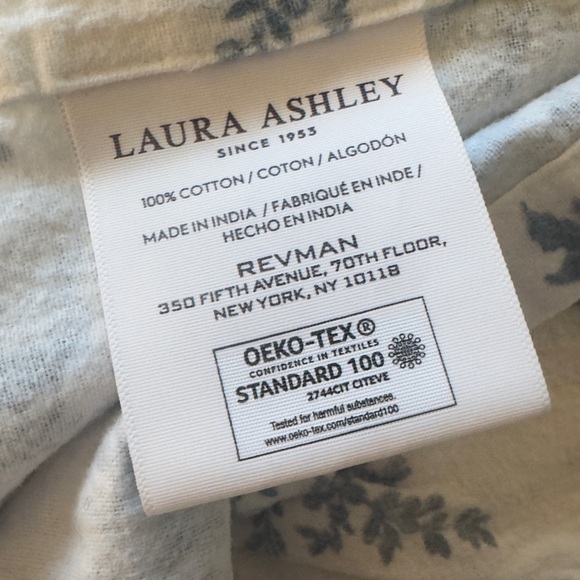 LAURA ASHLEY
SINCE 1953
100% COTTON / COTON / ALGODÓN
MADE IN INDIA / FABRIQUÉ EN INDE /
HECHO EN INDIA
REVMAN
350 FIFTH AVENUE, 70TH FLOOR,
NEW YORK, NY 10118
OEKO-TEX®
CONFIDENCE IN TEXTILES
STANDARD 100
2744CIT CITEVE
Tested for harmful substances.
www.oeko-tex.com/standard100